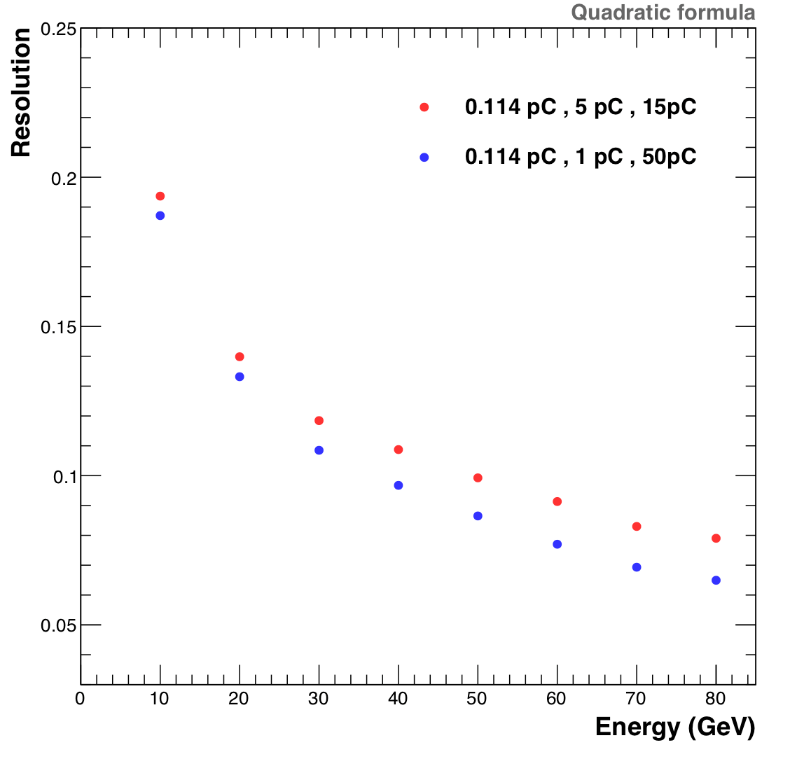 Quadratic formula
Resolution
0.25
0.2
0.15
0.1
0.05
0.114 pC , 5 pC , 15pC
0.114 pC , 1 pC , 50pC
0 10 20 30 40 50 60 70 80
Energy (GeV)